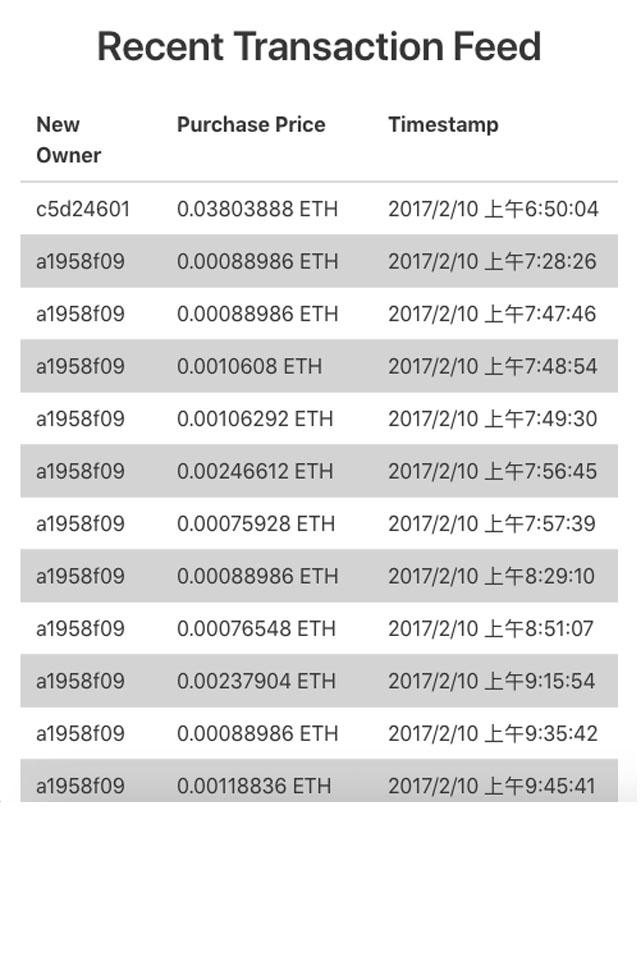 Recent Transaction Feed
New Owner Purchase Price Timestamp
c5d24601 0.03803888 ETH 2017/2/10 上午6:50:04
a1958f09 0.00088986 ETH 2017/2/10 上午7:28:26
a1958f09 0.00088986 ETH 2017/2/10 上午7:47:46
a1958f09 0.0010608 ETH 2017/2/10 上午7:48:54
a1958f09 0.00106292 ETH 2017/2/10 上午7:49:30
a1958f09 0.00246612 ETH 2017/2/10 上午7:56:45
a1958f09 0.00075928 ETH 2017/2/10 上午7:57:39
a1958f09 0.00088986 ETH 2017/2/10 上午8:29:10
a1958f09 0.00076548 ETH 2017/2/10 上午8:51:07
a1958f09 0.00237904 ETH 2017/2/10 上午9:15:54
a1958f09 0.00088986 ETH 2017/2/10 上午9:35:42
a1958f09 0.00118836 ETH 2017/2/10 上午9:45:41